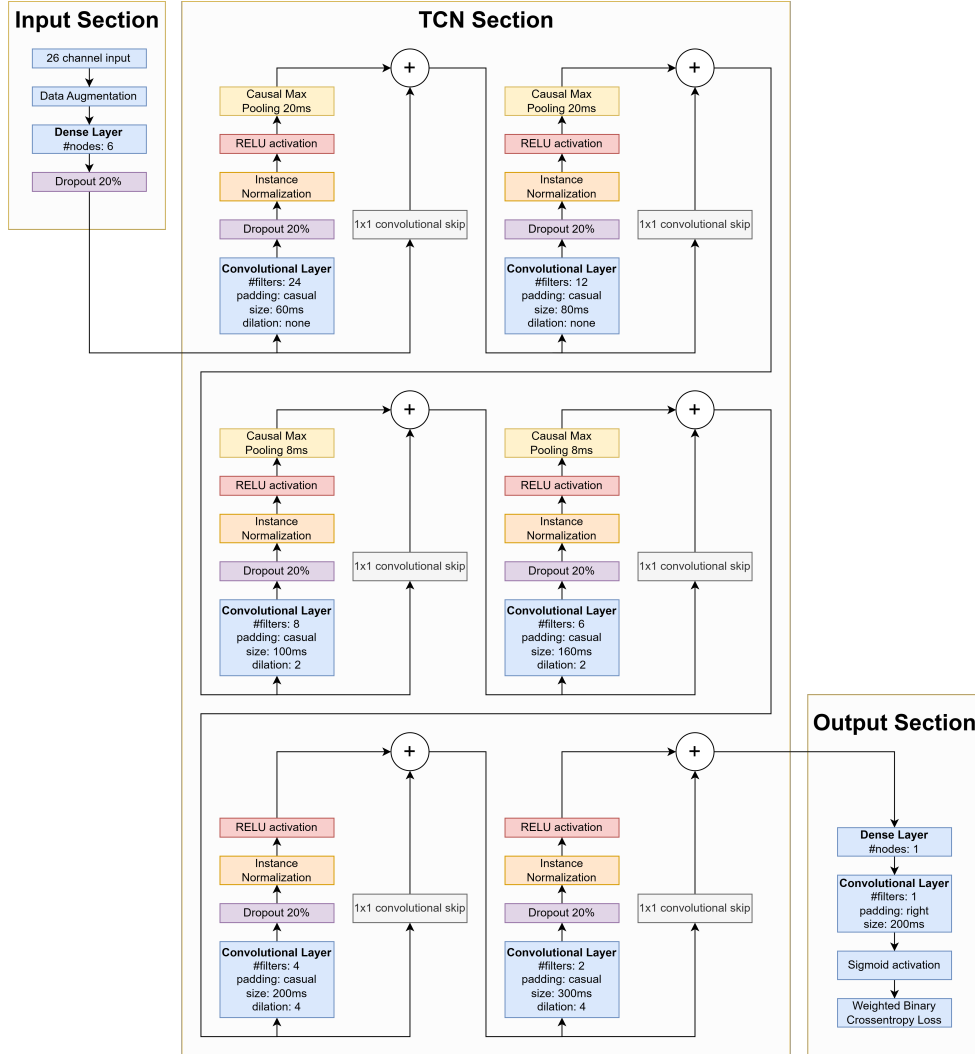 Input Section
26 channel input
Data Augmentation
Dense Layer
#nodes: 6
Dropout 20%
TCN Section
+
Causal Max
Pooling 20ms
RELU activation
Instance
Normalization
Dropout 20%
1x1 convolutional skip
Convolutional Layer
#filters: 24
padding: casual
size: 60ms
dilation: none
+
Causal Max
Pooling 20ms
RELU activation
Instance
Normalization
Dropout 20%
1x1 convolutional skip
Convolutional Layer
#filters: 12
padding: casual
size: 80ms
dilation: none
+
Causal Max
Pooling 8ms
RELU activation
Instance
Normalization
Dropout 20%
1x1 convolutional skip
Convolutional Layer
#filters: 8
padding: casual
size: 100ms
dilation: 2
+
Causal Max
Pooling 8ms
RELU activation
Instance
Normalization
Dropout 20%
1x1 convolutional skip
Convolutional Layer
#filters: 6
padding: casual
size: 160ms
dilation: 2
+
RELU activation
Instance
Normalization
Dropout 20%
1x1 convolutional skip
Convolutional Layer
#filters: 4
padding: casual
size: 200ms
dilation: 4
+
RELU activation
Instance
Normalization
Dropout 20%
1x1 convolutional skip
Convolutional Layer
#filters: 2
padding: casual
size: 300ms
dilation: 4
Output Section
Dense Layer
#nodes: 1
Convolutional Layer
#filters: 1
padding: right
size: 200ms
Sigmoid activation
Weighted Binary
Crossentropy Loss